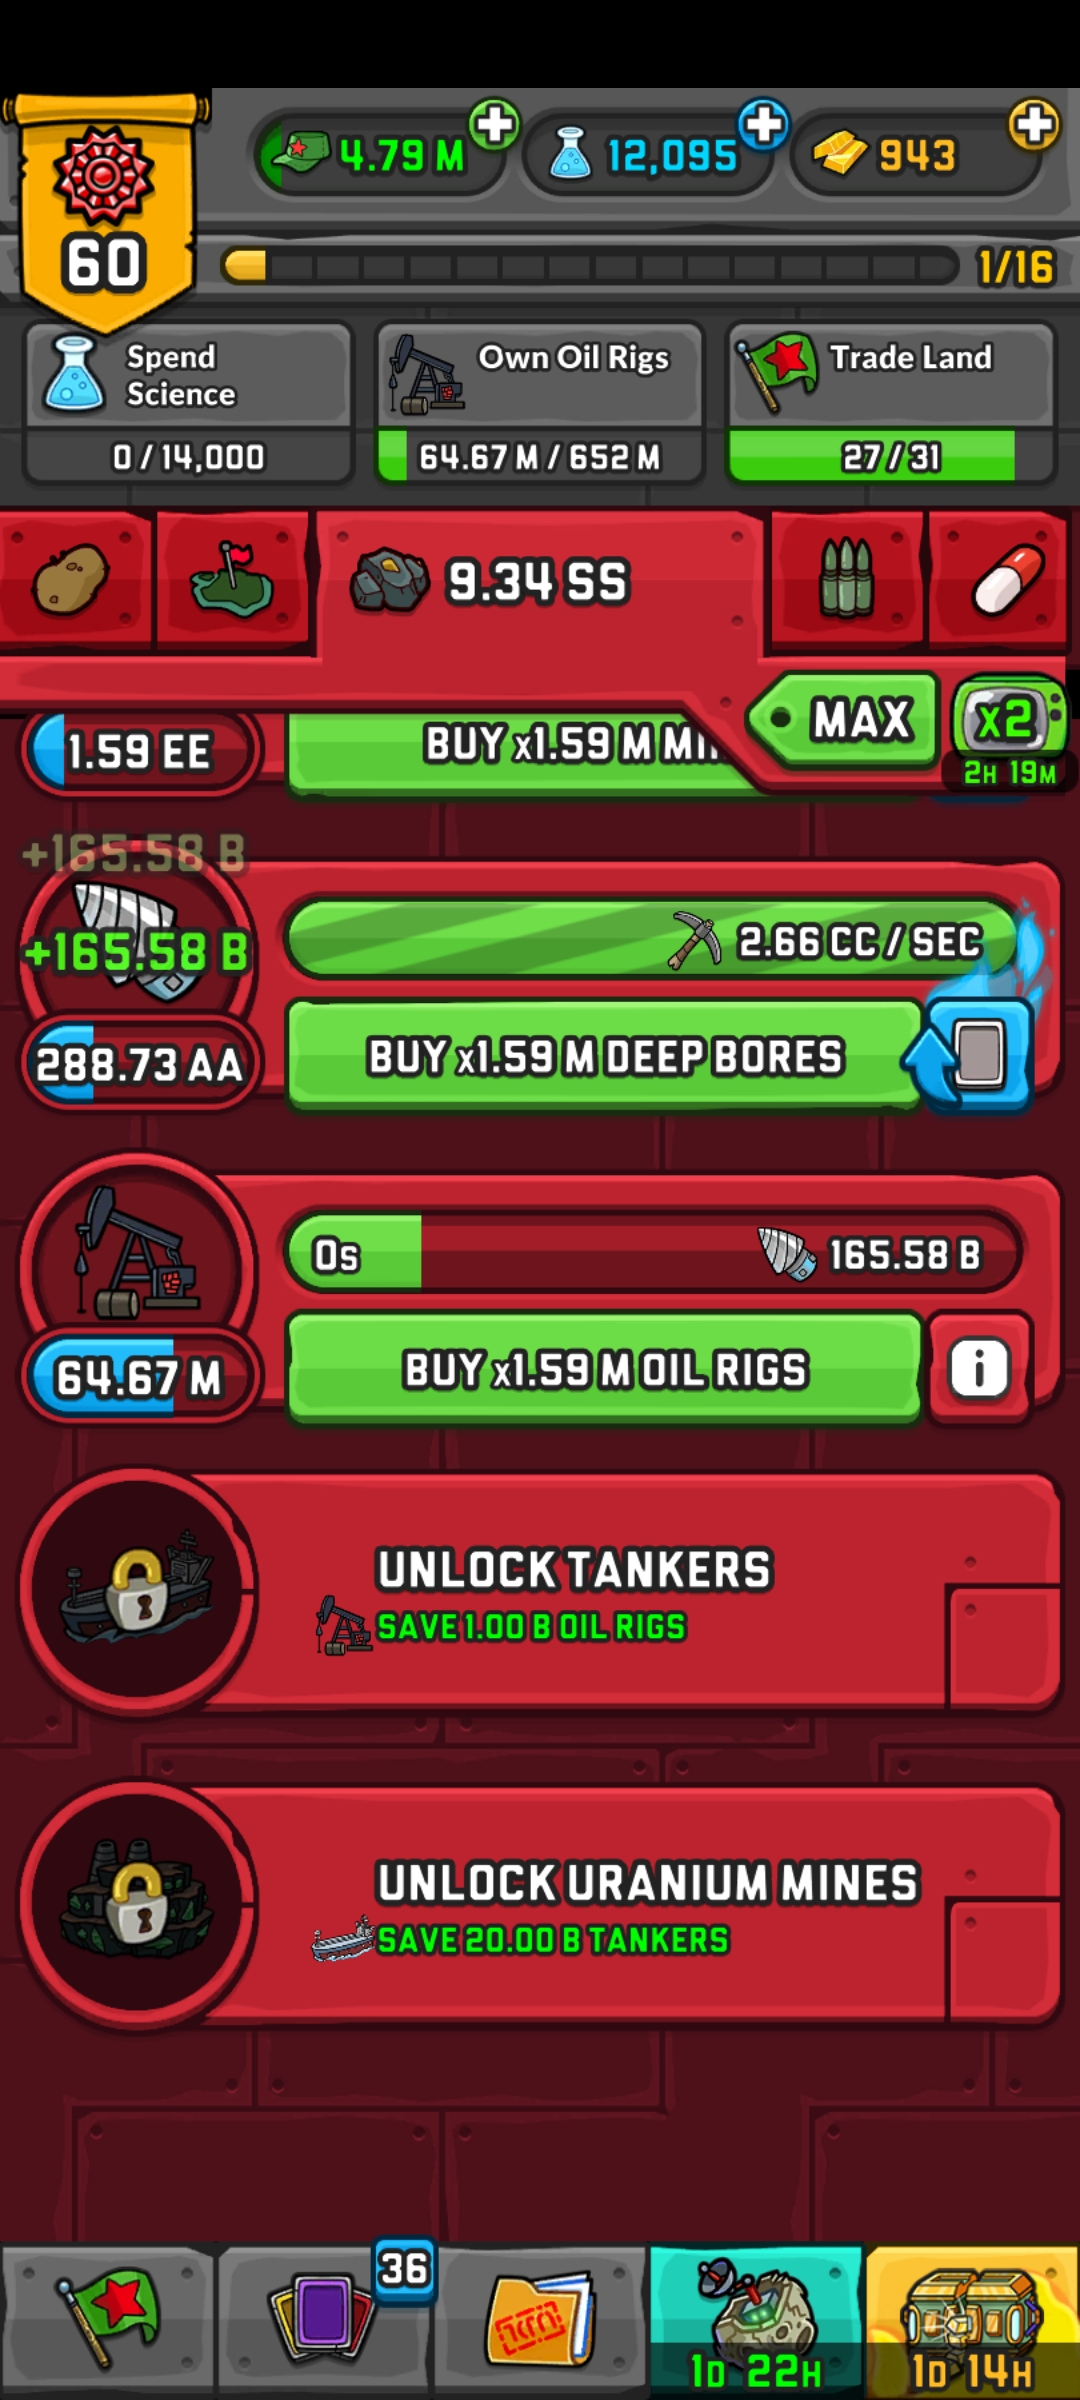 4.79 M
12,095
943
60
1/16
Spend Science
0/14,000
Own Oil Rigs
64.67 M/652 M
Trade Land
27/31
9.34 SS
MAX
x2
2H 19M
1.59 EE
BUY x1.59 M MI
+165.58 B
+165.58 B
2.66 CC/SEC
288.73 AA
BUY x1.59 M DEEP BORES
0s
165.58 B
64.67 M
BUY x1.59 M OIL RIGS
i
UNLOCK TANKERS
SAVE 1.00 B OIL RIGS
UNLOCK URANIUM MINES
SAVE 20.00 B TANKERS
36
1D 22H
1D 14H